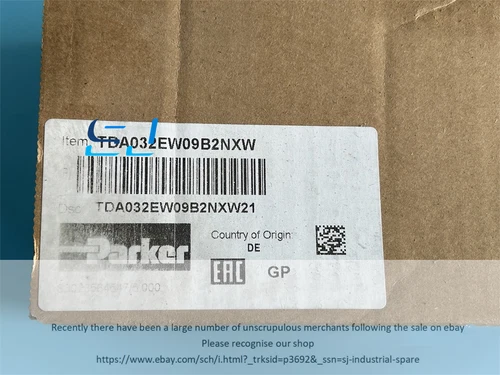 SJ
Item: TDA032EW09B2NXW
Desc: TDA032EW09B2NXW21
Parker
Country of Origin:
DE
EAC
GP
Recently there have been a large number of unscrupulous merchants following the sale on ebay
Please recognise our shop
https://www.ebay.com/sch/i.html?_trksid=p3692&_ssn=sj-industrial-spare